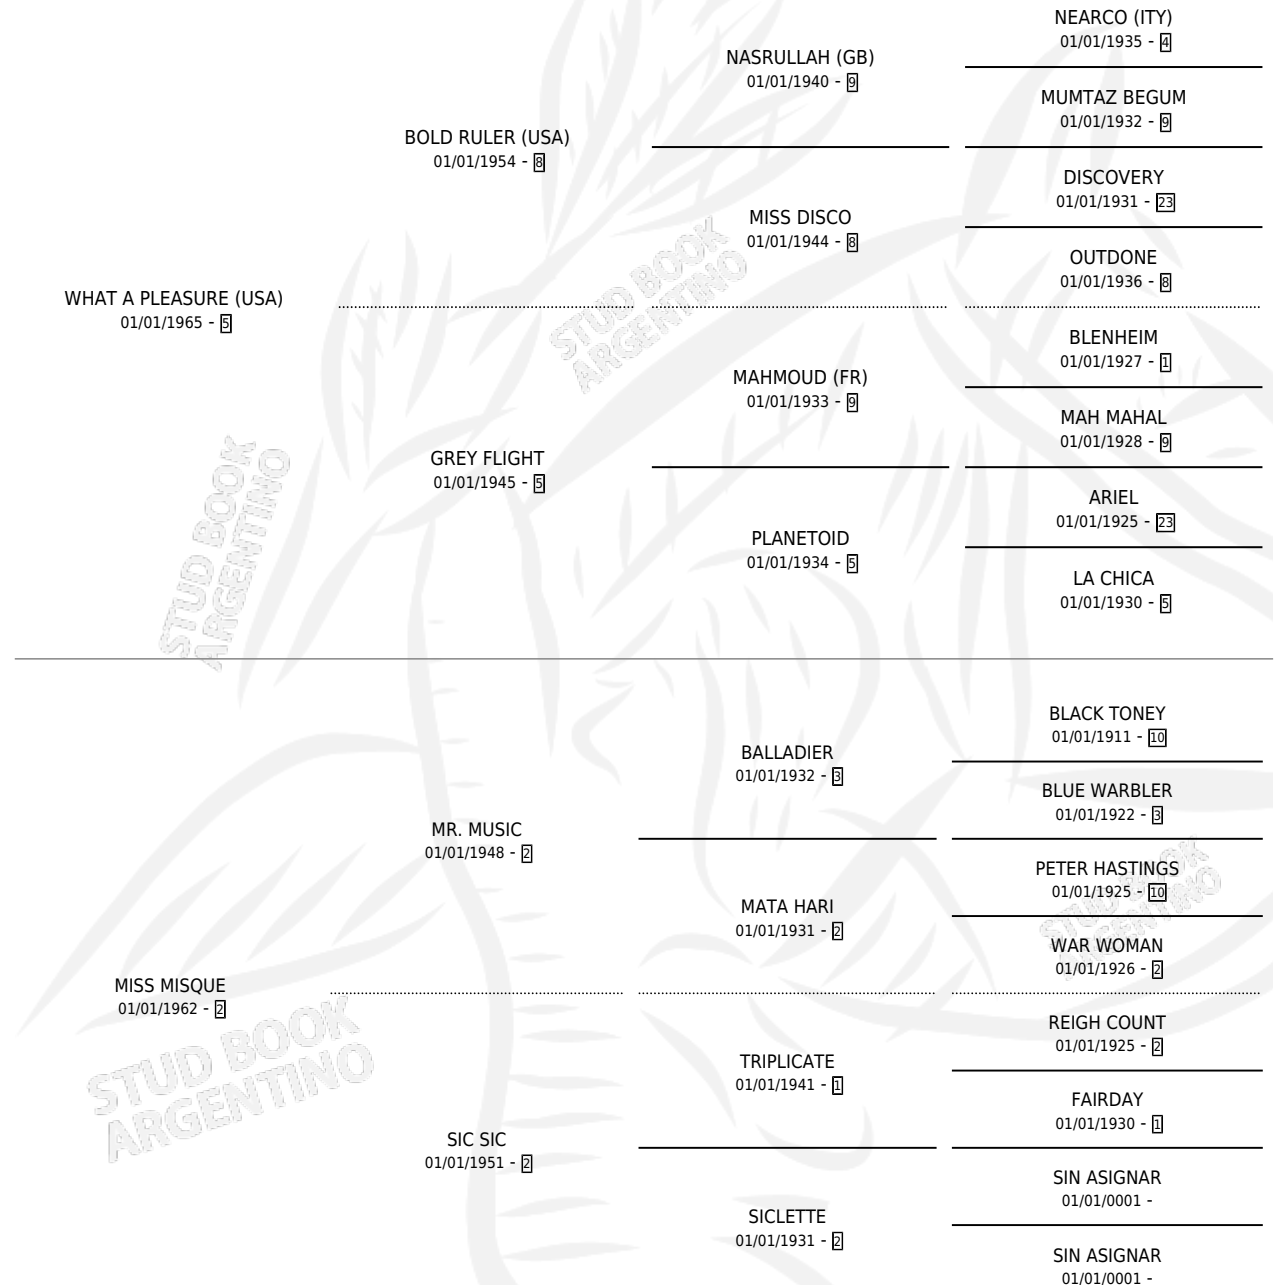 NEARCO (ITY)
01/01/1935 - 4
NASRULLAH (GB)
01/01/1940 - 9
MUMTAZ BEGUM
01/01/1932 - 9
BOLD RULER (USA)
01/01/1954 - 8
DISCOVERY
01/01/1931 - 23
MISS DISCO
01/01/1944 - 8
OUTDONE
01/01/1936 - 8
WHAT A PLEASURE (USA)
01/01/1965 - 5
BLENHEIM
01/01/1927 - 1
MAHMOUD (FR)
01/01/1933 - 9
MAH MAHAL
01/01/1928 - 9
GREY FLIGHT
01/01/1945 - 5
ARIEL
01/01/1925 - 23
PLANETOID
01/01/1934 - 5
LA CHICA
01/01/1930 - 5
BLACK TONEY
01/01/1911 - 10
BALLADIER
01/01/1932 - 3
BLUE WARBLER
01/01/1922 - 3
MR. MUSIC
01/01/1948 - 2
PETER HASTINGS
01/01/1925 - 10
MATA HARI
01/01/1931 - 2
WAR WOMAN
01/01/1926 - 2
MISS MISQUE
01/01/1962 - 2
REIGH COUNT
01/01/1925 - 2
TRIPLICATE
01/01/1941 - 1
FAIRDAY
01/01/1930 - 1
SIC SIC
01/01/1951 - 2
SIN ASIGNAR
01/01/0001 -
SICLETTE
01/01/1931 - 2
SIN ASIGNAR
01/01/0001 -
STUD BOOK
ARGENTINO
STUD BOOK
ARGENTINO
STUD BOOK
ARGENTINO
STUD BOOK
ARGENTINO